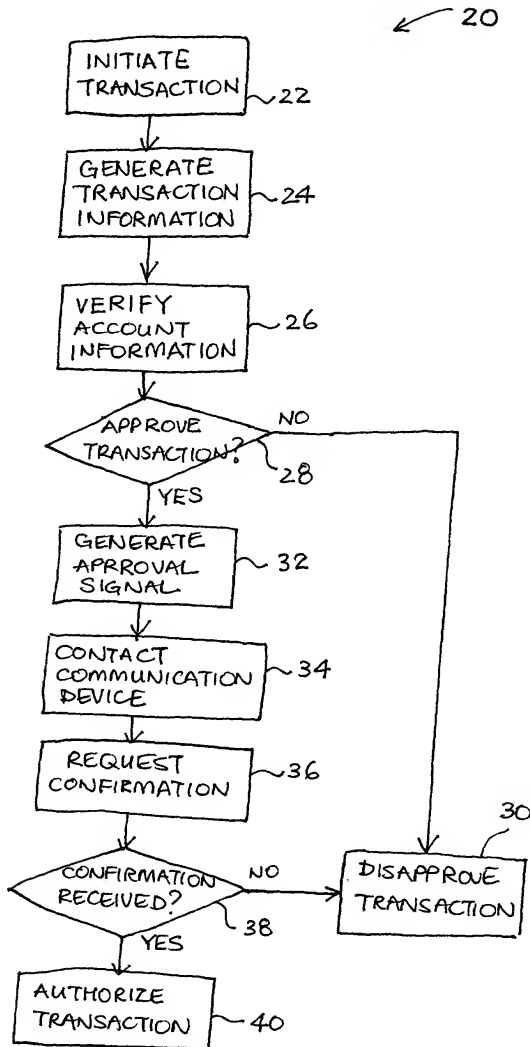 20
INITIATE
TRANSACTION
22
GENERATE
TRANSACTION
INFORMATION
24
VERIFY
ACCOUNT
INFORMATION
26
APPROVE
TRANSACTION?
NO
28
YES
GENERATE
APRROVAL
SIGNAL
32
CONTACT
COMMUNICATION
DEVICE
34
REQUEST
CONFIRMATION
36
CONFIRMATION
RECEIVED?
NO
38
YES
30
DISAPPROVE
TRANSACTION
AUTHORIZE
TRANSACTION
40